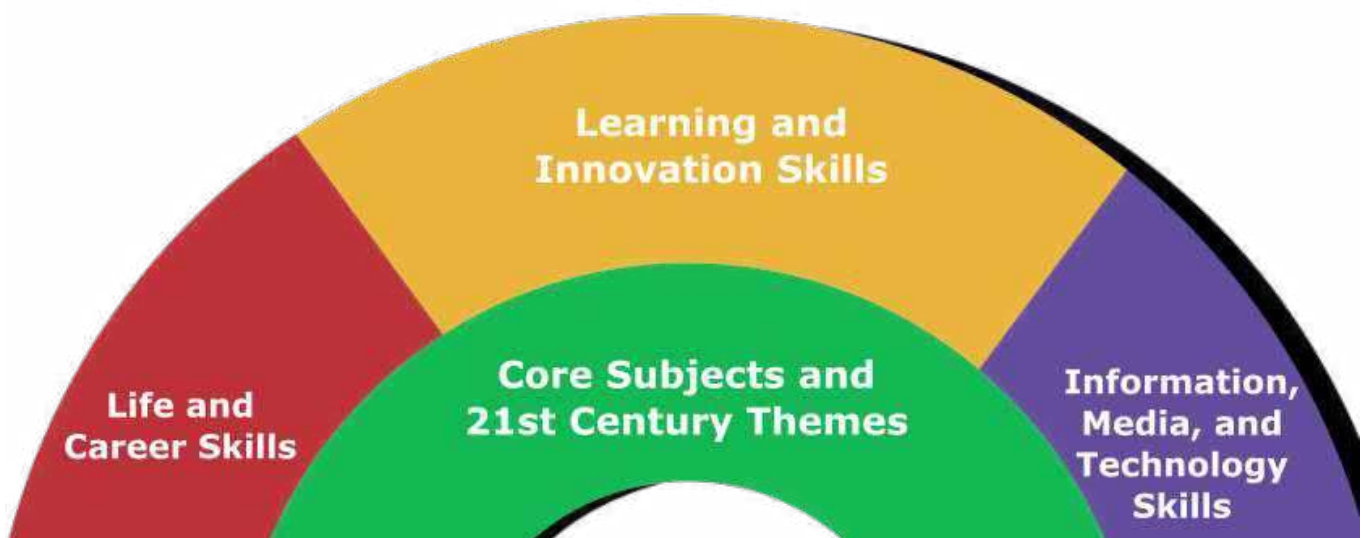 Learning and
Innovation Skills
Core Subjects and
21st Century Themes
Life and
Career Skills
Information,
Media, and
Technology
Skills